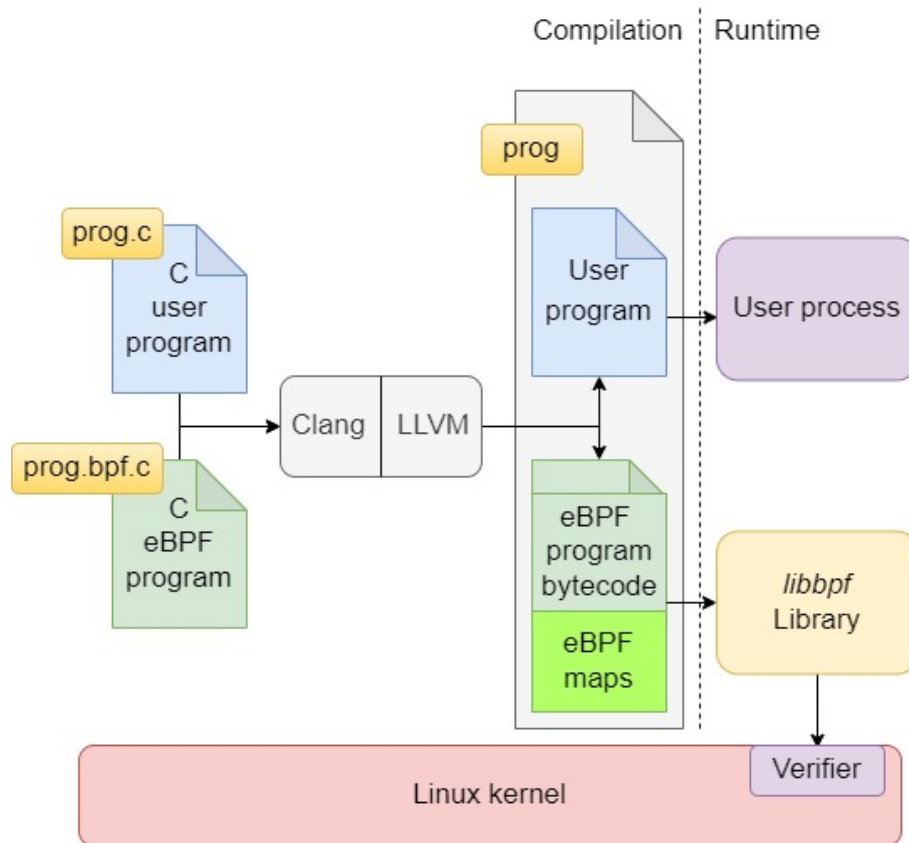 Compilation
Runtime
prog
prog.c
C
user
program
User
program
User process
Clang
LLVM
prog.bpf.c
C
eBPF
program
eBPF
program
bytecode
eBPF
maps
libbpf
Library
Verifier
Linux kernel